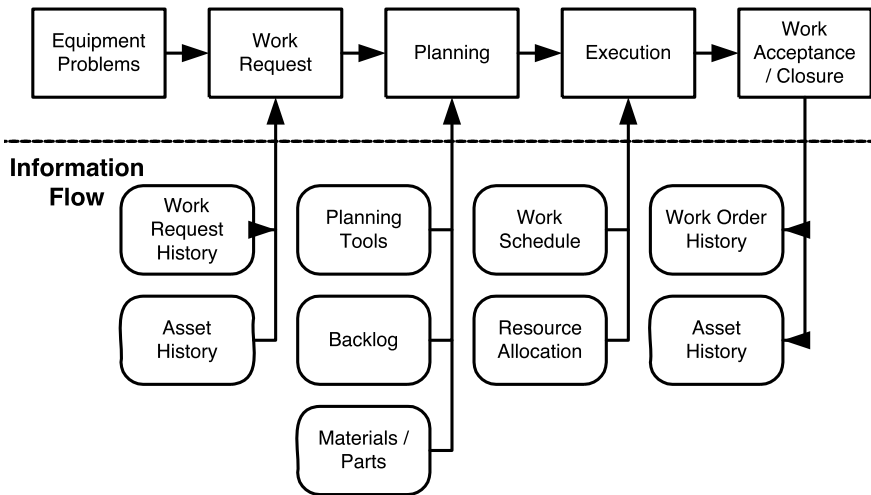 Equipment
Problems
Work
Request
Planning
Execution
Work
Acceptance
/ Closure
Information
Flow
Work
Request
History
Planning
Tools
Work
Schedule
Work Order
History
Asset
History
Backlog
Resource
Allocation
Asset
History
Materials /
Parts